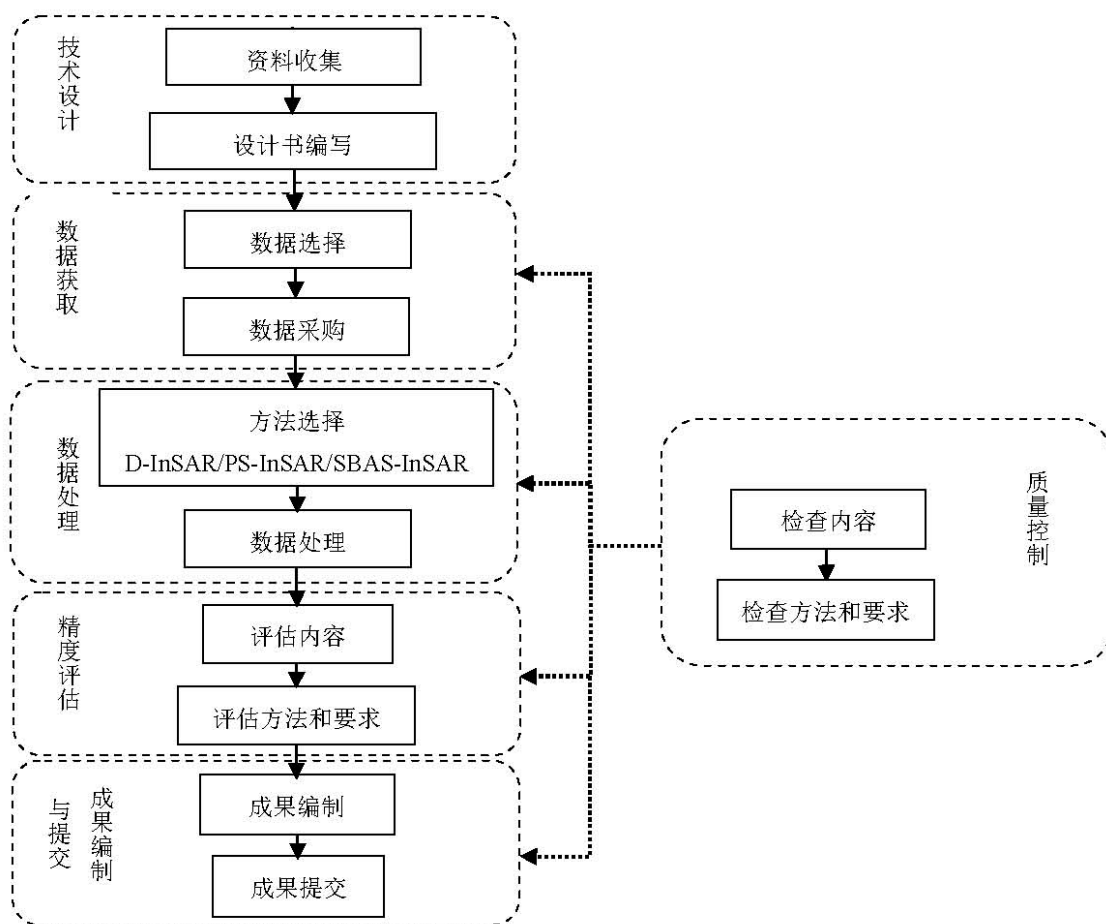 技术设计
资料收集
设计书编写
数据获取
数据选择
数据采购
数据处理
方法选择
D-InSAR/PS-InSAR/SBAS-InSAR
数据处理
精度评估
评估内容
评估方法和要求
成果编制
与提交
成果编制
成果提交
质量控制
检查内容
检查方法和要求